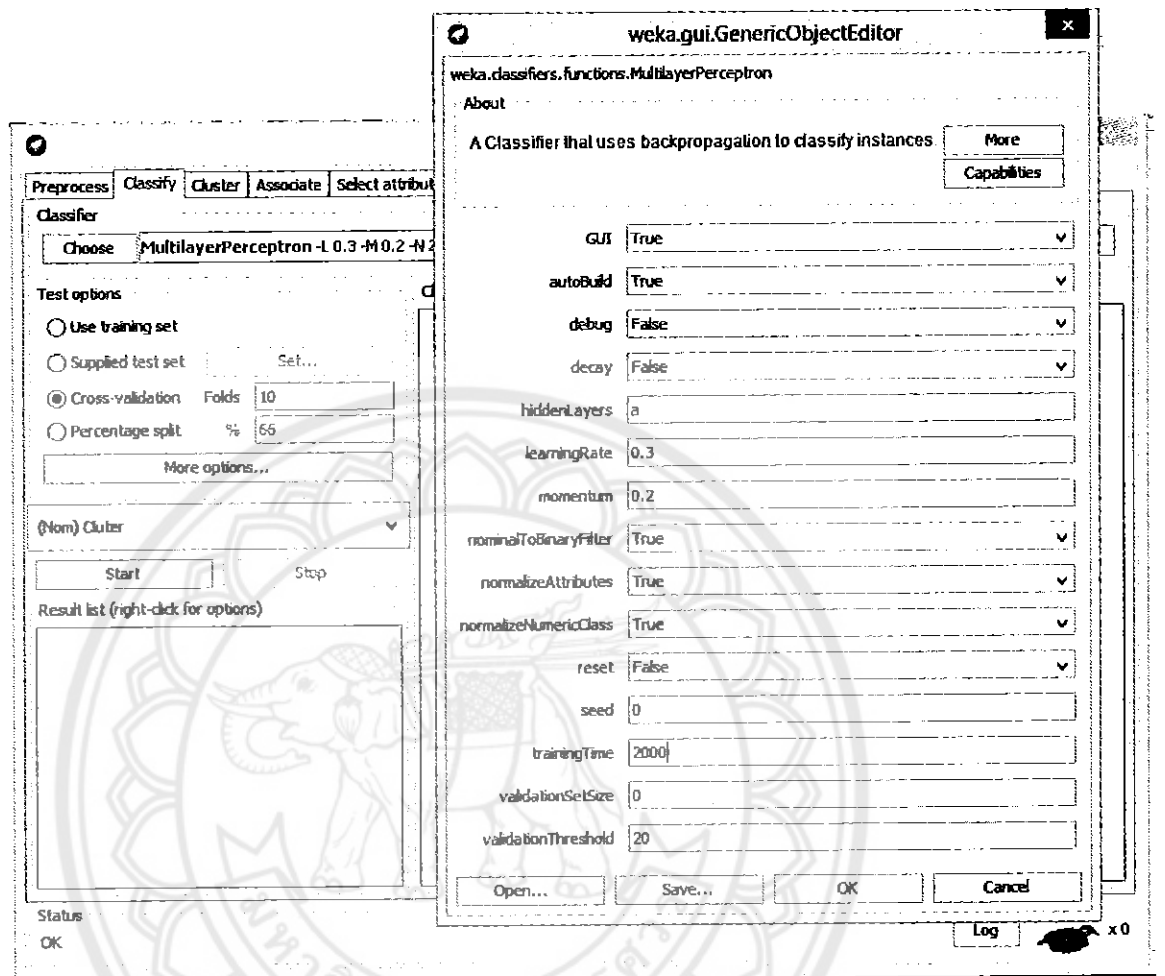 weka.gui.GenericObjectEditor
x
weka.classifiers.functions.MultilayerPerceptron
About
A Classifier that uses backpropagation to classify instances
More
Capabilities
GUI True
autoBuild True
debug False
decay False
hiddenLayers a
learningRate 0.3
momentum 0.2
nominalToBinaryFilter True
normalizeAttributes True
normalizeNumericClass True
reset False
seed 0
trainingTime 2000
validationSetSize 0
validationThreshold 20
Open... Save... OK Cancel
Preprocess Classify Cluster Associate Select attribut
Classifier
Choose MultilayerPerceptron -L 0.3 -M 0.2 -N 2
Test options
Use training set
Supplied test set Set...
Cross-validation Folds 10
Percentage split % 66
More options...
(Nom) Cluter
Start Stop
Result list (right-click for options)
Status
OK
Log x 0